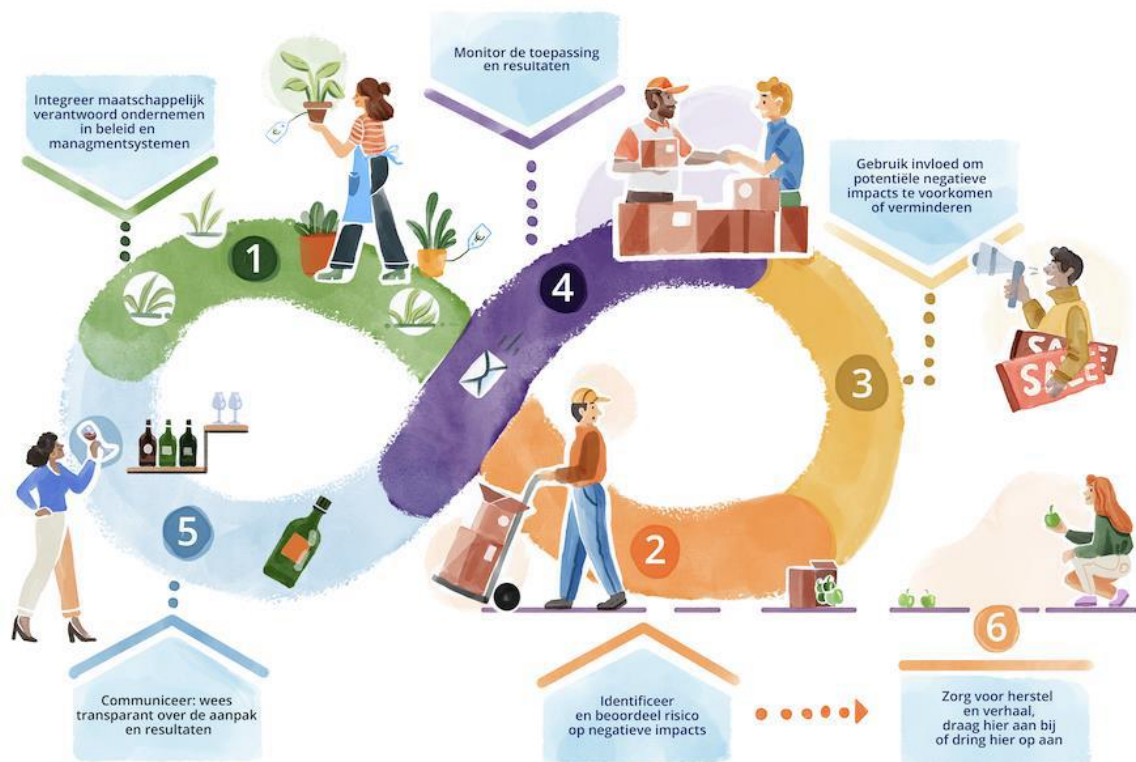 Monitor de toepassing
en resultaten
Integreer maatschappelijk
verantwoord ondernemen
in beleid en
managmentsystemen
Gebruik invloed om
potentiële negatieve
impacts te voorkomen
of verminderen
€
€
1
4
3
SALE
SALE
5
2
6
Communiceer: wees
transparant over de aanpak
en resultaten
Identificeer
en beoordeel risico
op negatieve impacts
Zorg voor herstel
en verhaal,
draag hier aan bij
of dring hier op aan